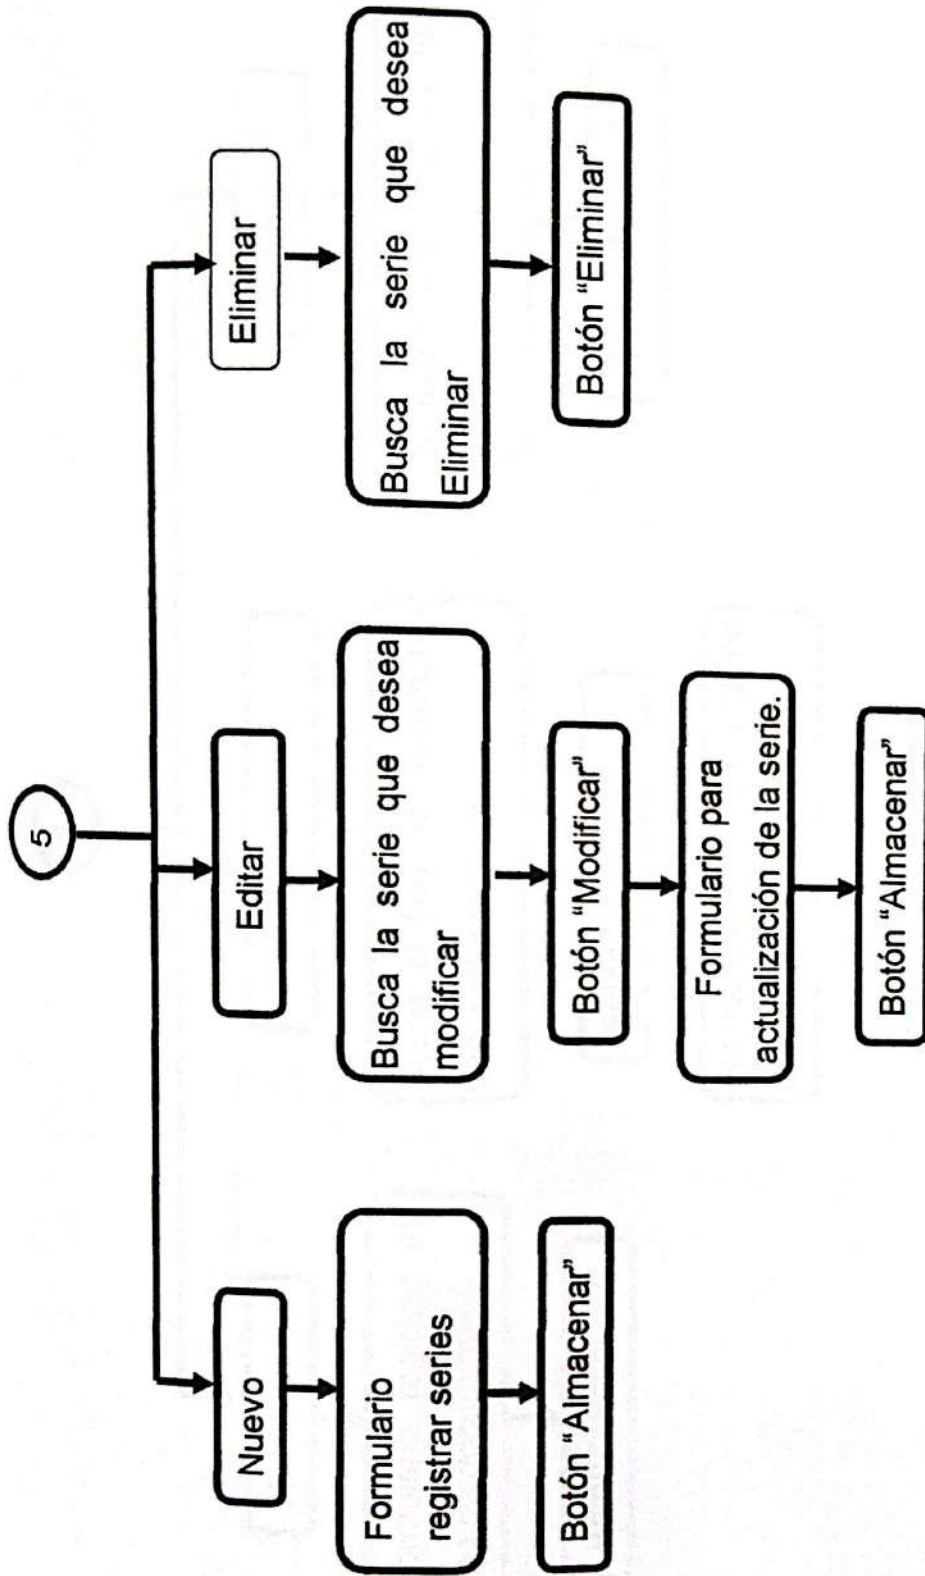 5
Nuevo
Formulario
registrar series
Botón “Almacenar”
Editar
Busca la serie que desea
modificar
Botón “Modificar”
Formulario para
actualización de la serie.
Botón “Almacenar”
Eliminar
Busca la serie que desea
Eliminar
Botón “Eliminar”